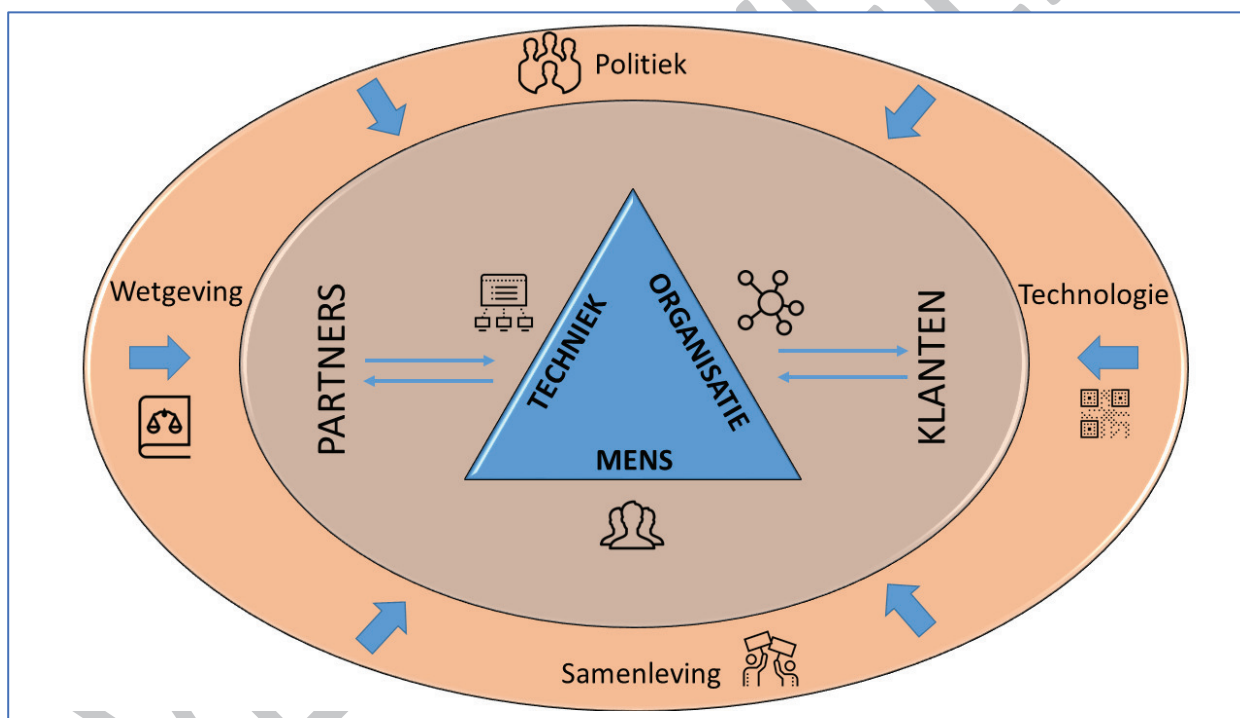 Politiek
Wetgeving
PARTNERS
TECHNIEK
ORGANISATIE
MENS
KLANTEN
Technologie
Samenleving